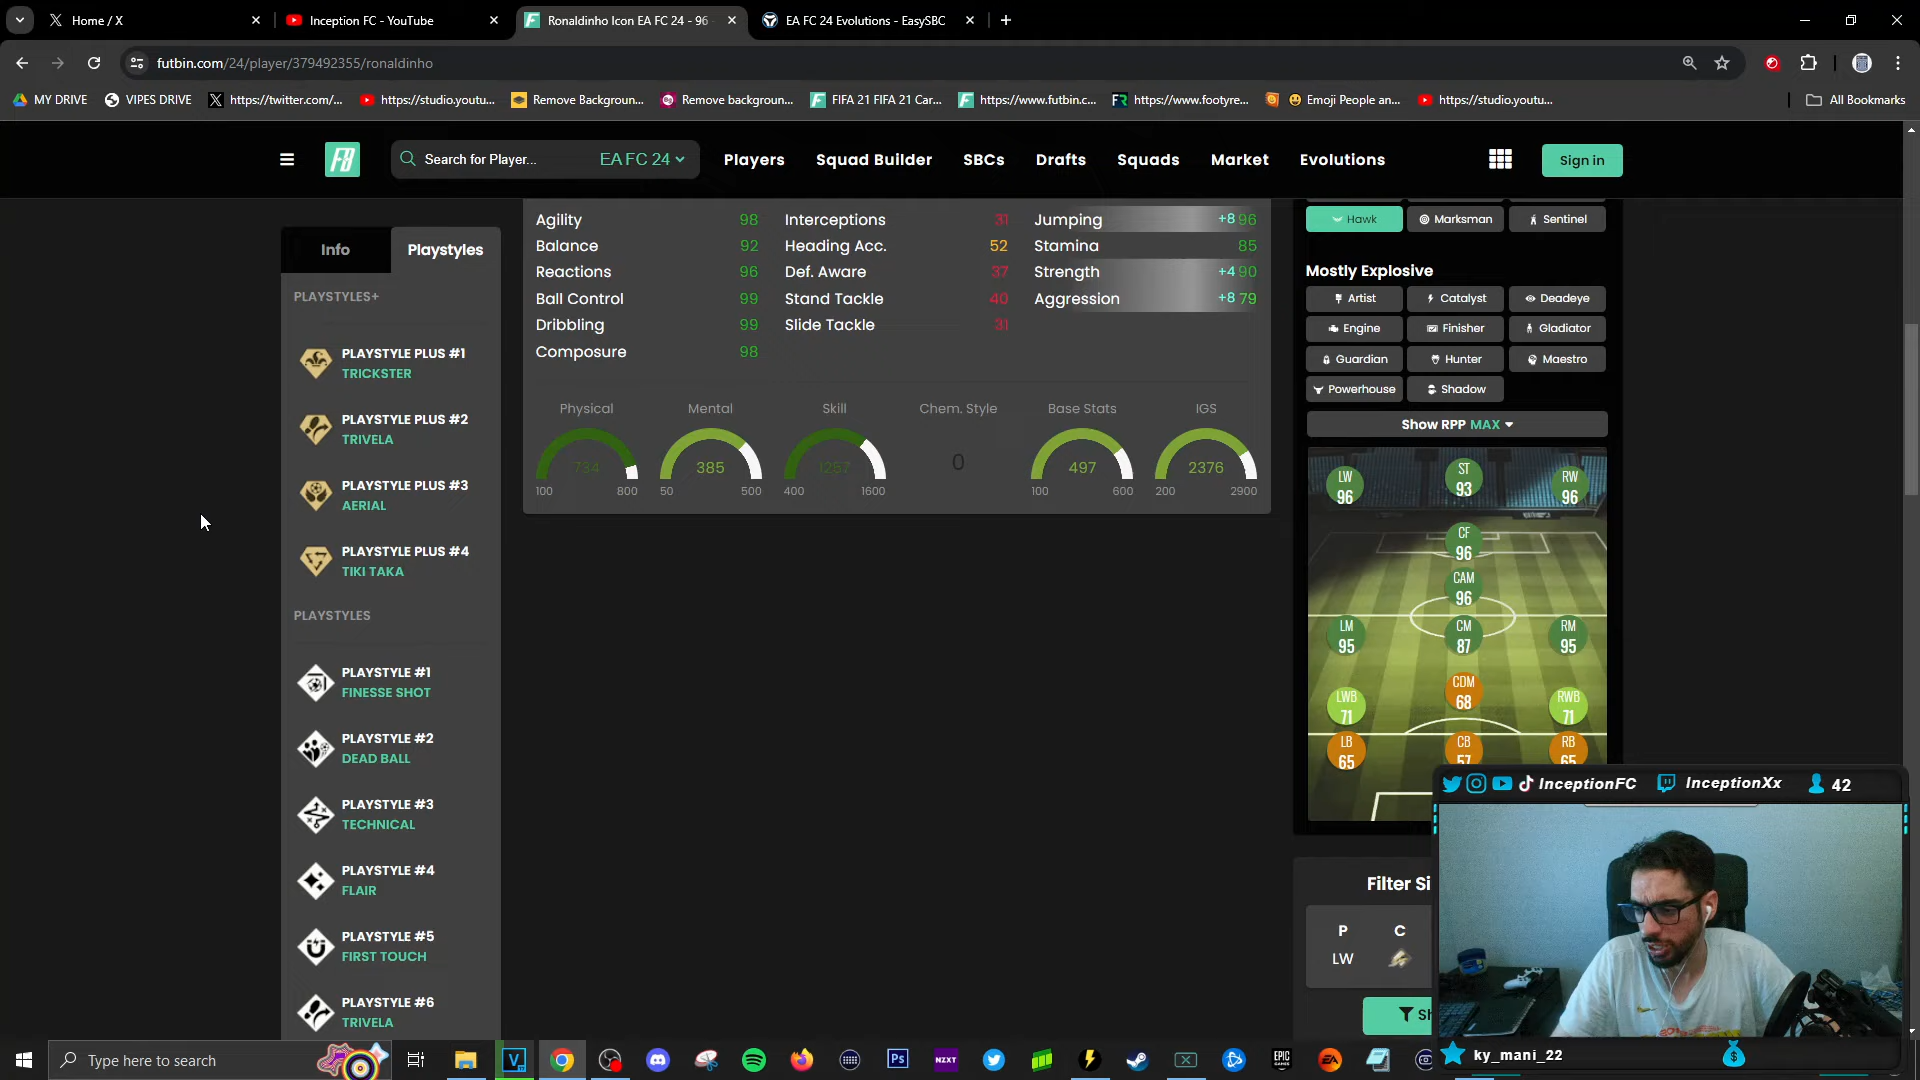 Home / X
Inception FC - YouTube
Ronaldinho Icon EA FC 24 - 96
EA FC 24 Evolutions - EasySBC
futbin.com/24/player/379492355/ronaldinho
MY DRIVE
VIPES DRIVE
https://twitter.com/...
https://studio.youtu...
Remove Backgroun...
Remove backgroun...
FIFA 21 FIFA 21 Car...
https://www.futbin.c...
https://www.footyre...
Emoji People an...
https://studio.youtu...
All Bookmarks
Search for Player...
EA FC 24
Players
Squad Builder
SBCs
Drafts
Squads
Market
Evolutions
Sign in
Info
Playstyles
PLAYSTYLES+
PLAYSTYLE PLUS #1
TRICKSTER
PLAYSTYLE PLUS #2
TRIVELA
PLAYSTYLE PLUS #3
AERIAL
PLAYSTYLE PLUS #4
TIKI TAKA
PLAYSTYLES
PLAYSTYLE #1
FINESSE SHOT
PLAYSTYLE #2
DEAD BALL
PLAYSTYLE #3
TECHNICAL
PLAYSTYLE #4
FLAIR
PLAYSTYLE #5
FIRST TOUCH
PLAYSTYLE #6
TRIVELA
Agility 98
Balance 92
Reactions 96
Ball Control 99
Dribbling 99
Composure 98
Interceptions 31
Heading Acc. 52
Def. Aware 37
Stand Tackle 40
Slide Tackle 31
Jumping +8 96
Stamina 85
Strength +4 90
Aggression +8 79
Physical
734
100 800
Mental
385
50 500
Skill
1257
400 1600
Chem. Style
0
Base Stats
497
100 600
IGS
2376
200 2900
Hawk
Marksman
Sentinel
Mostly Explosive
Artist
Catalyst
Deadeye
Engine
Finisher
Gladiator
Guardian
Hunter
Maestro
Powerhouse
Shadow
Show RPP MAX
LW
96
ST
93
RW
96
CF
96
CAM
96
LM
95
CM
87
RM
95
LWB
71
CDM
68
RWB
71
LB
65
CB
57
RB
65
Filter Si
P
C
LW
InceptionFC
InceptionXx
42
ky_mani_22
Type here to search